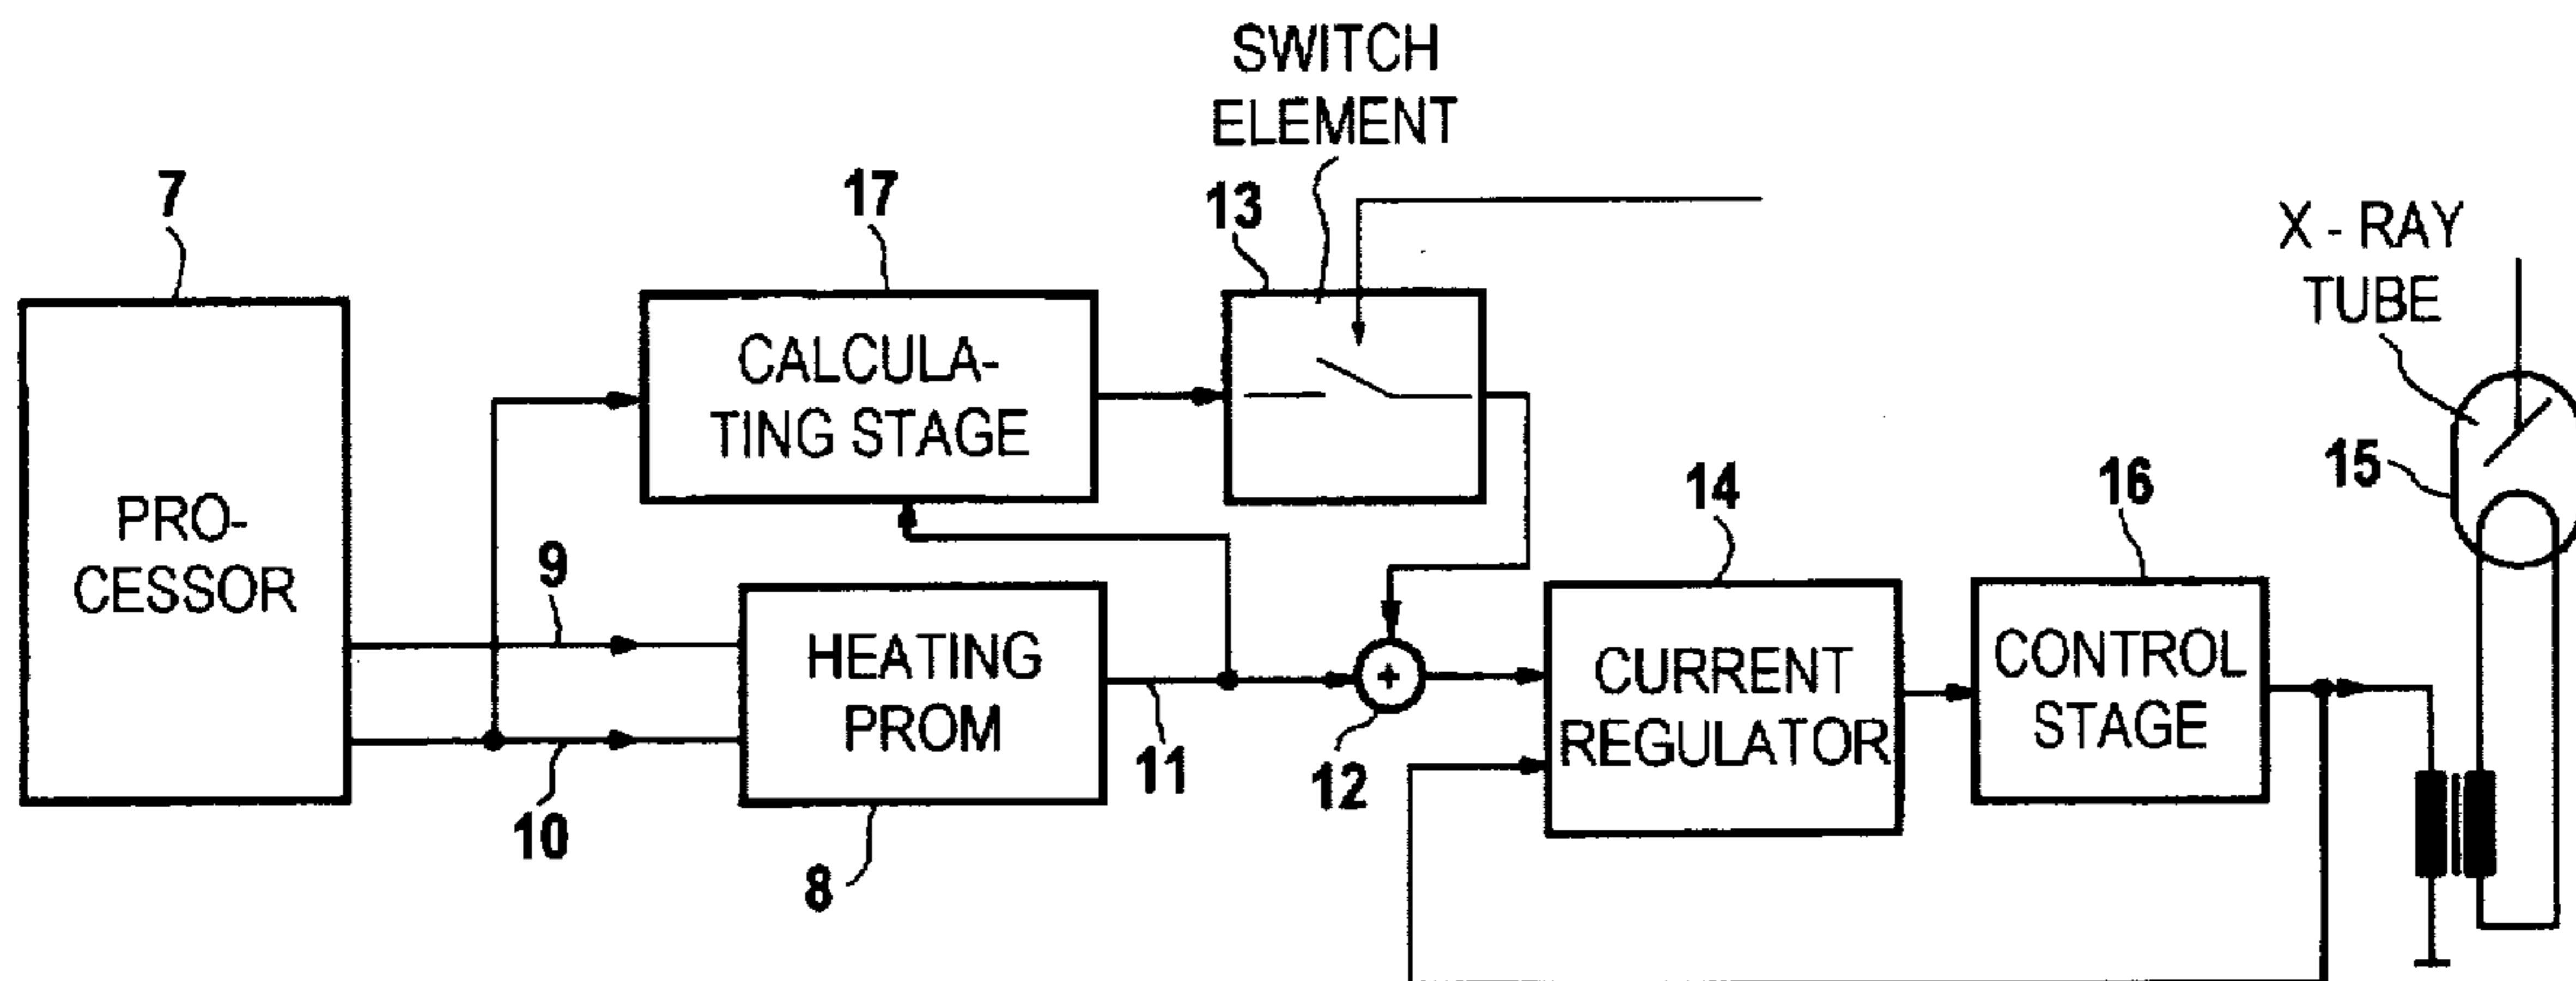 SWITCH
ELEMENT
7
17
13
X - RAY
TUBE
CALCULA-
TING STAGE
15
14
16
PRO-
CESSOR
9
HEATING
PROM
CURRENT
REGULATOR
CONTROL
STAGE
+
11
12
10
8